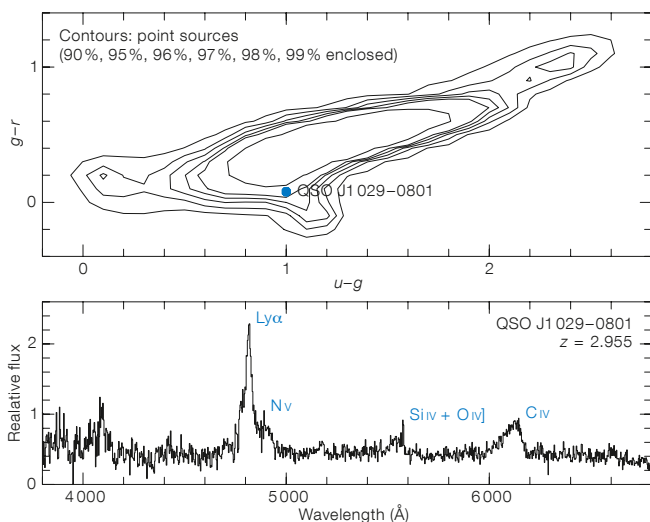 Contours: point sources
(90%, 95%, 96%, 97%, 98%, 99% enclosed)
1
g–r
0
QSO J1029–0801
0 1 2
u–g
Lyα
QSO J1029–0801
z = 2.955
2
Realative flux
Nv
1
Si IV + O IV]
C IV
0
4000 5000 6000
Wavelength (Å)